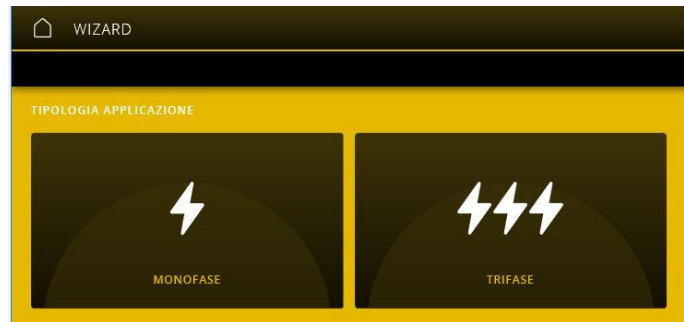 WIZARD
TIPOLOGIA APPLICAZIONE
MONOFASE
TRIFASE